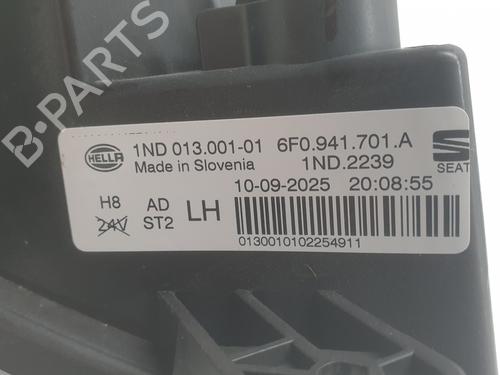 B-PARTS
HELLA 1ND 013.001-01 6F0.941.701.A
Made in Slovenia 1ND.2239
SEAT
10-09-2025 20:08:55
H8 AD
24V ST2 LH
0130010102254911